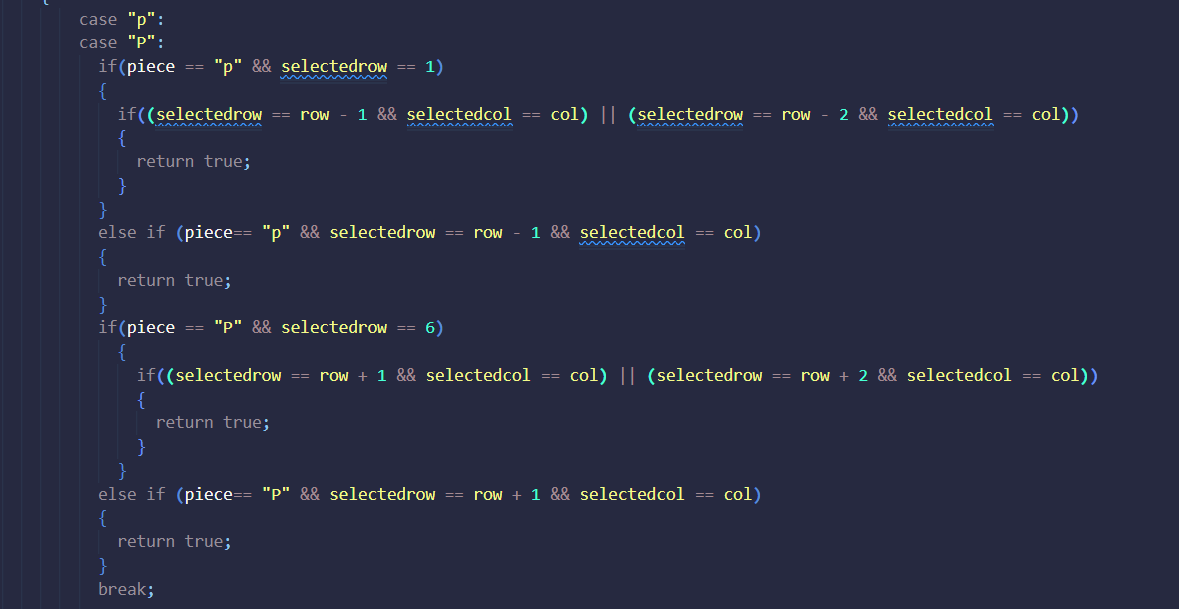 {
case "p":
case "P":
if(piece == "p" && selectedrow == 1)
{
if((selectedrow == row - 1 && selectedcol == col) || (selectedrow == row - 2 && selectedcol == col))
{
return true;
}
}
else if (piece== "p" && selectedrow == row - 1 && selectedcol == col)
{
return true;
}
if(piece == "P" && selectedrow == 6)
{
if((selectedrow == row + 1 && selectedcol == col) || (selectedrow == row + 2 && selectedcol == col))
{
return true;
}
}
else if (piece== "P" && selectedrow == row + 1 && selectedcol == col)
{
return true;
}
break;